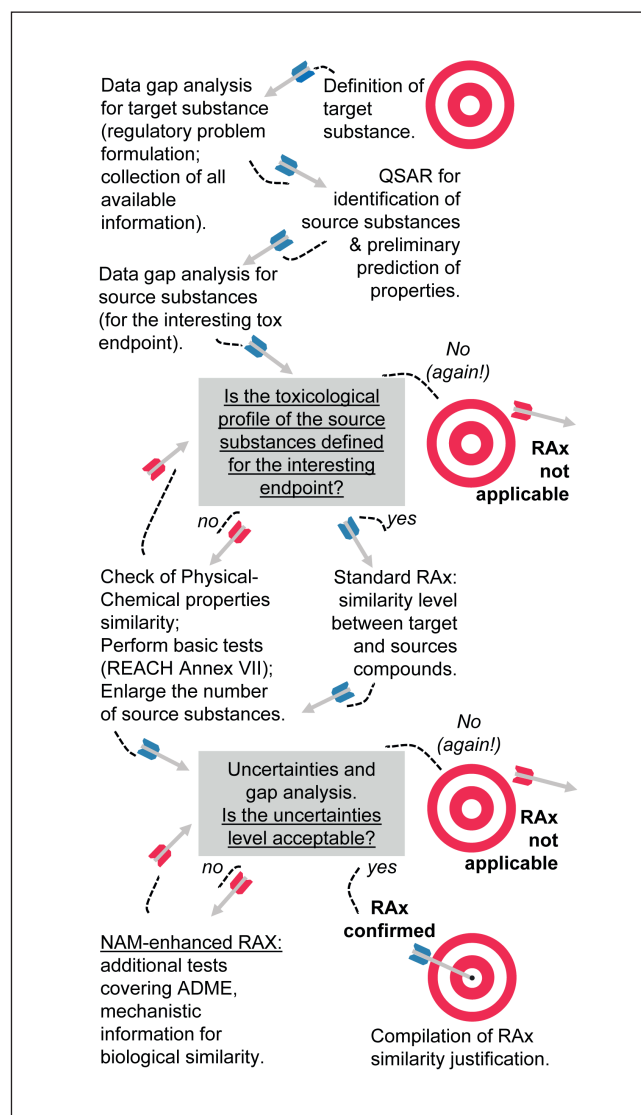 Definition of
target
substance.
Data gap analysis
for target substance
(regulatory problem
formulation;
collection of all
available
information).
QSAR for
identification of
source substances
& preliminary
prediction of
properties.
Data gap analysis for
source substances
(for the interesting tox
endpoint).
Is the toxicological
profile of the source
substances defined
for the interesting
endpoint?
No
(again!)
RAx
not
applicable
no
yes
Check of Physical-
Chemical properties
similarity;
Perform basic tests
(REACH Annex VII);
Enlarge the number
of source substances.
Standard RAx:
similarity level
between target
and sources
compounds.
Uncertainties and
gap analysis.
Is the uncertainties
level acceptable?
No
(again!)
RAx
not
applicable
no
yes
NAM-enhanced RAX:
additional tests
covering ADME,
mechanistic
information for
biological similarity.
RAx
confirmed
Compilation of RAx
similarity justification.